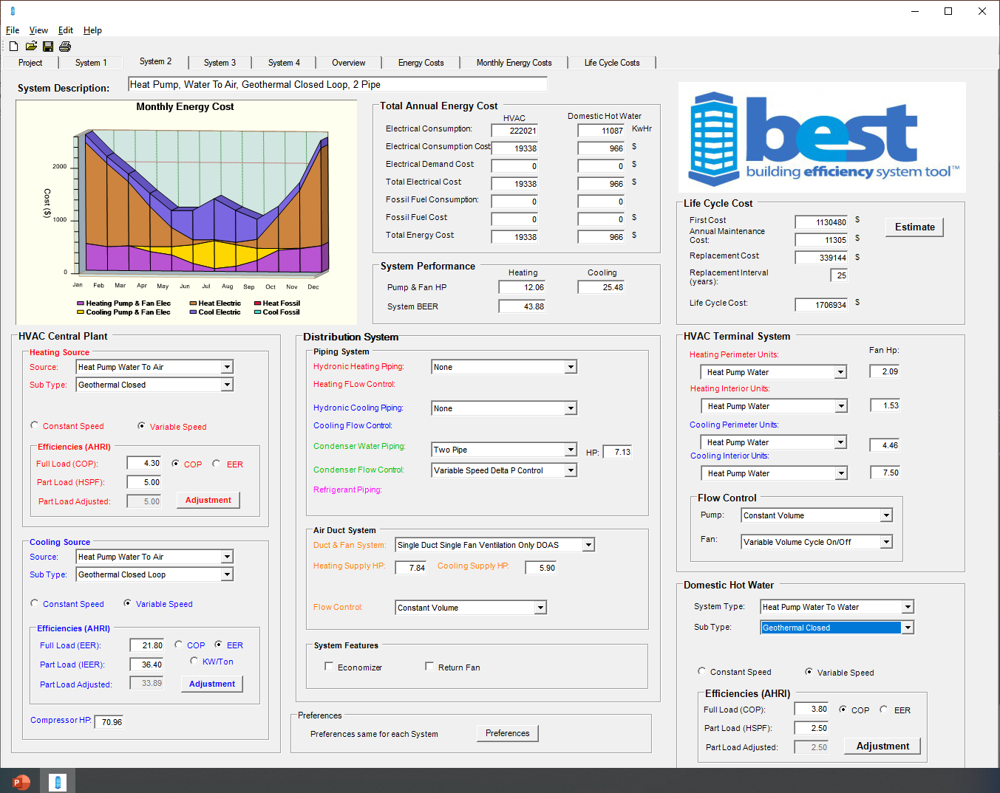 File View Edit Help
Project System 1 System 2 System 3 System 4 Overview Energy Costs Monthly Energy Costs Life Cycle Costs
System Description: Heat Pump, Water To Air, Geothermal Closed Loop, 2 Pipe
Monthly Energy Cost
Cost ($)
2000
1000
0
Jan Feb Mar Apr May Jun Jul Aug Sep Oct Nov Dec
Heating Pump & Fan Elec Heat Electric Heat Fossil
Cooling Pump & Fan Elec Cool Electric Cool Fossil
Total Annual Energy Cost
HVAC Domestic Hot Water
Electrical Consumption: 222021 11087 KwHr
Electrical Consumption Cost 19338 966 $
Electrical Demand Cost: 0 0 $
Total Electrical Cost: 19338 966 $
Fossil Fuel Consumption: 0 0
Fossil Fuel Cost: 0 0 $
Total Energy Cost: 19338 966 $
System Performance
Heating Cooling
Pump & Fan HP 12.06 25.48
System BEER 43.88
best
building efficiency system tool™
Life Cycle Cost
First Cost 1130480 $
Annual Maintenance Cost: 11305 $
Replacement Cost: 339144 $
Replacement Interval (years): 25
Life Cycle Cost: 1706934 $
Estimate
HVAC Central Plant
Heating Source
Source: Heat Pump Water To Air
Sub Type: Geothermal Closed
Constant Speed Variable Speed
Efficiencies (AHRI)
Full Load (COP): 4.30 COP EER
Part Load (HSPF): 5.00
Part Load Adjusted: 5.00 Adjustment
Cooling Source
Source: Heat Pump Water To Air
Sub Type: Geothermal Closed Loop
Constant Speed Variable Speed
Efficiencies (AHRI)
Full Load (EER): 21.80 COP EER
Part Load (IEER): 36.40 KW/Ton
Part Load Adjusted: 33.89 Adjustment
Compressor HP: 70.96
Distribution System
Piping System
Hydronic Heating Piping: None
Heating FLow Control:
Hydronic Cooling Piping: None
Cooling Flow Control:
Condenser Water Piping: Two Pipe HP: 7.13
Condenser Flow Control: Variable Speed Delta P Control
Refrigerant Piping:
Air Duct System
Duct & Fan System: Single Duct Single Fan Ventilation Only DOAS
Heating Supply HP: 7.84 Cooling Supply HP: 5.90
Flow Control: Constant Volume
System Features
Economizer Return Fan
Preferences
Preferences same for each System Preferences
HVAC Terminal System
Fan Hp:
Heating Perimeter Units:
Heat Pump Water 2.09
Heating Interior Units:
Heat Pump Water 1.53
Cooling Perimeter Units:
Heat Pump Water 4.46
Cooling Interior Units:
Heat Pump Water 7.50
Flow Control
Pump: Constant Volume
Fan: Variable Volume Cycle On/Off
Domestic Hot Water
System Type: Heat Pump Water To Water
Sub Type: Geothermal Closed
Constant Speed Variable Speed
Efficiencies (AHRI)
Full Load (COP): 3.80 COP EER
Part Load (HSPF): 2.50
Part Load Adjusted: 2.50 Adjustment
P